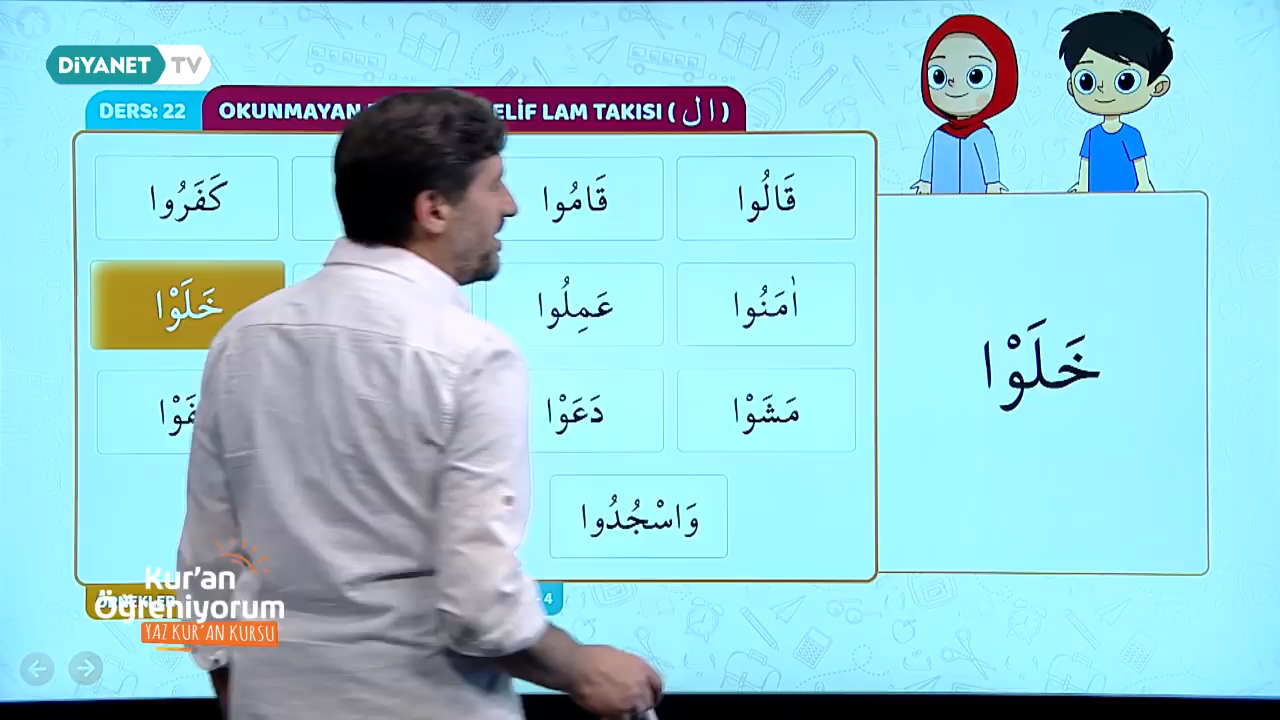 DİYANET TV
DERS: 22
OKUNMAYAN ELİF LAM TAKISI ( ال )
قَالُوا قَامُوا كَفَرُوا
اٰمَنُوا عَمِلُوا خَلَوْا
مَشَوْا دَعَوْا
وَاسْجُدُوا
خَلَوْا
Kur'an
Öğreniyorum
YAZ KUR'AN KURSU